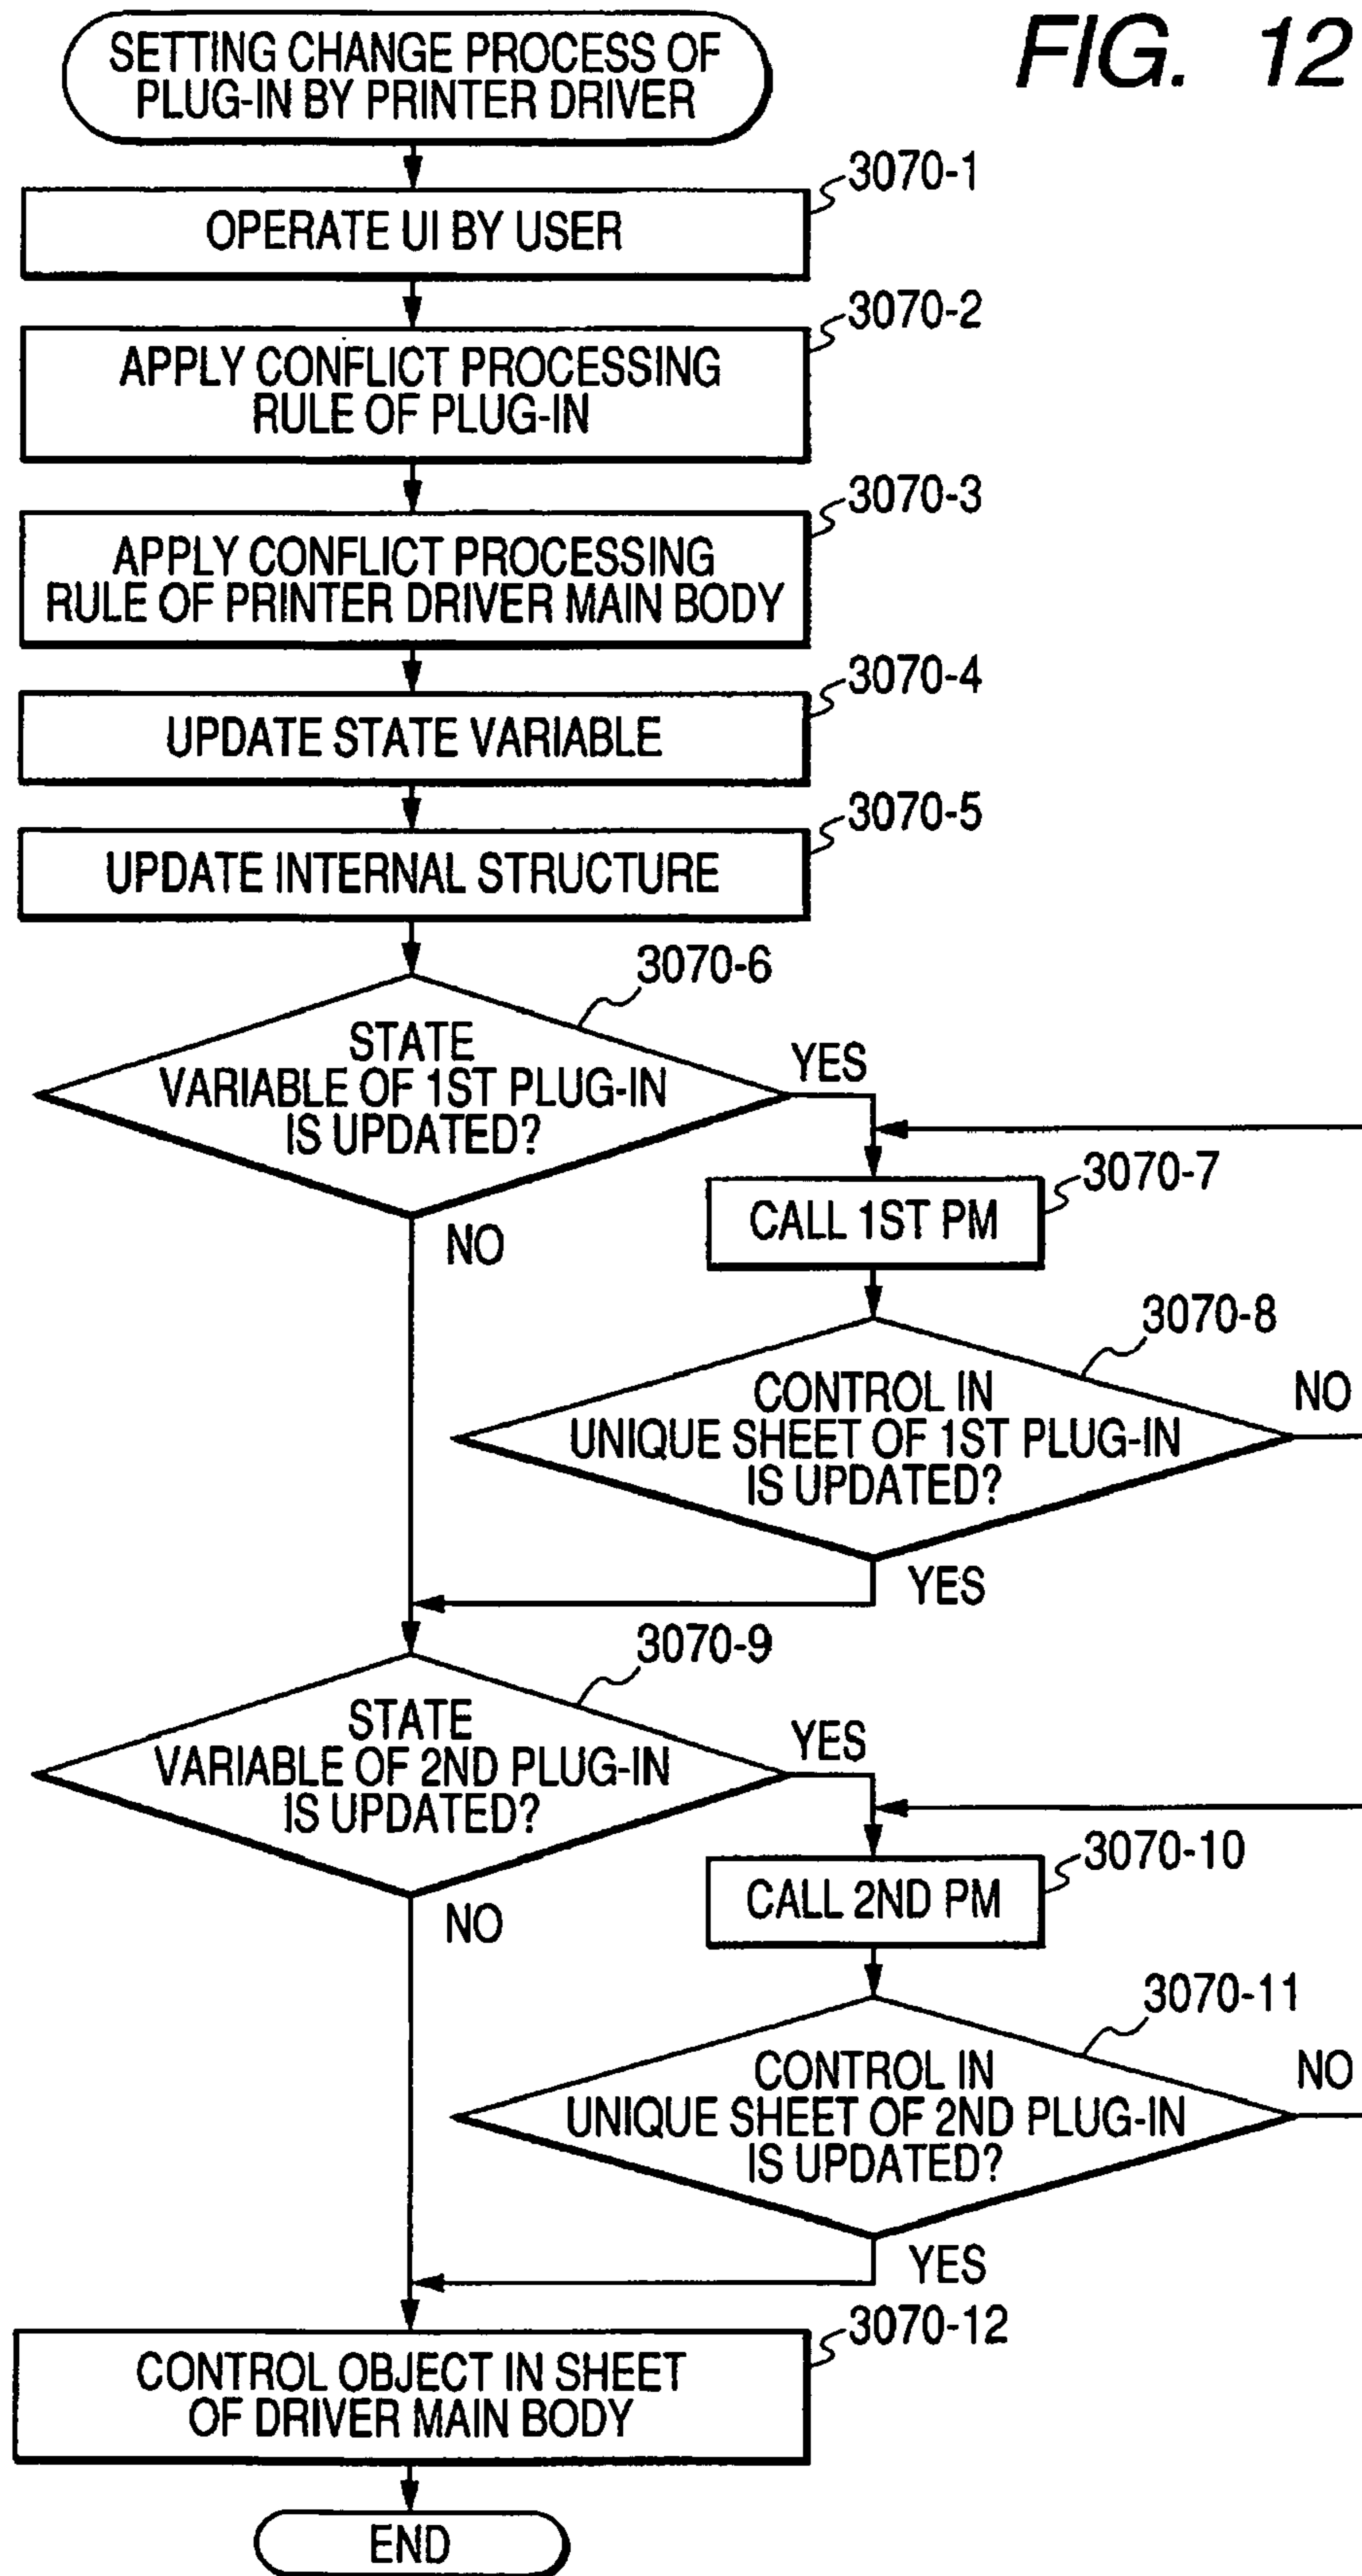 FIG. 12
SETTING CHANGE PROCESS OF
PLUG-IN BY PRINTER DRIVER
3070-1
OPERATE UI BY USER
3070-2
APPLY CONFLICT PROCESSING
RULE OF PLUG-IN
3070-3
APPLY CONFLICT PROCESSING
RULE OF PRINTER DRIVER MAIN BODY
3070-4
UPDATE STATE VARIABLE
3070-5
UPDATE INTERNAL STRUCTURE
3070-6
STATE
VARIABLE OF 1ST PLUG-IN
IS UPDATED?
YES
NO
3070-7
CALL 1ST PM
3070-8
CONTROL IN
UNIQUE SHEET OF 1ST PLUG-IN
IS UPDATED?
NO
YES
3070-9
STATE
VARIABLE OF 2ND PLUG-IN
IS UPDATED?
YES
NO
3070-10
CALL 2ND PM
3070-11
CONTROL IN
UNIQUE SHEET OF 2ND PLUG-IN
IS UPDATED?
NO
YES
3070-12
CONTROL OBJECT IN SHEET
OF DRIVER MAIN BODY
END